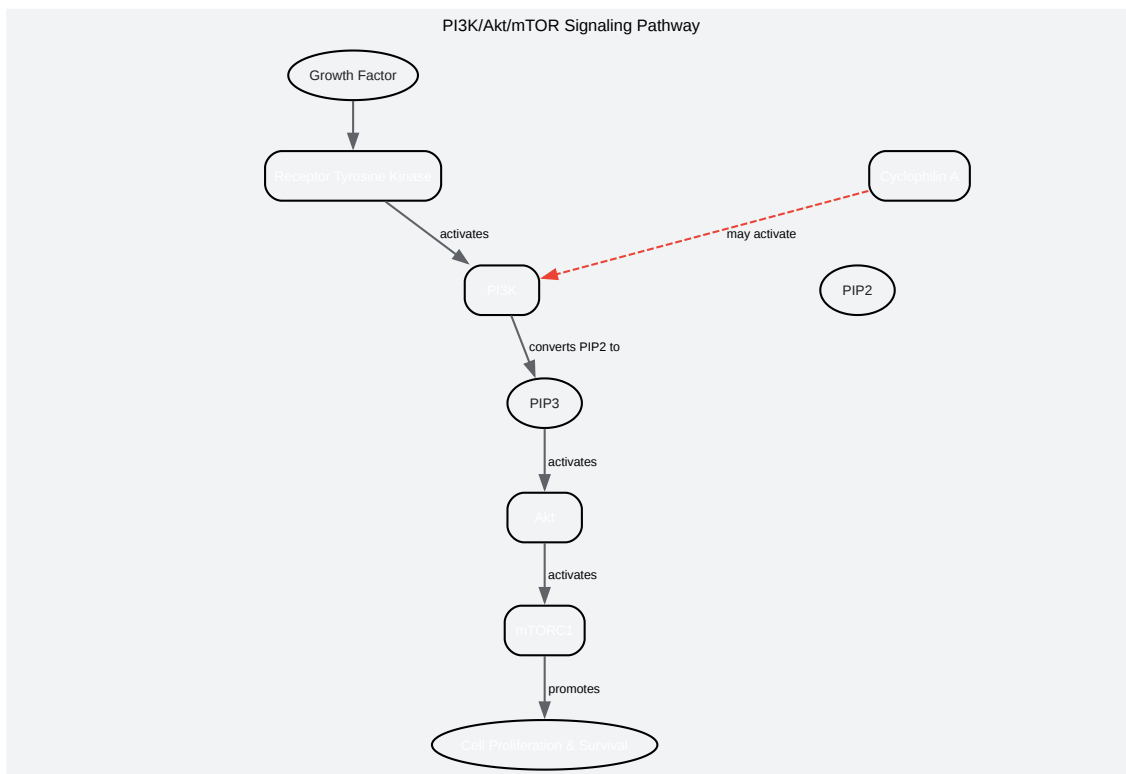 PI3K/Akt/mTOR Signaling Pathway
Growth Factor
Receptor Tyrosine Kinase
Cyclophilin A
activates
may activate
PI3K
PIP2
converts PIP2 to
PIP3
activates
Akt
activates
mTORC1
promotes
Cell Proliferation & Survival